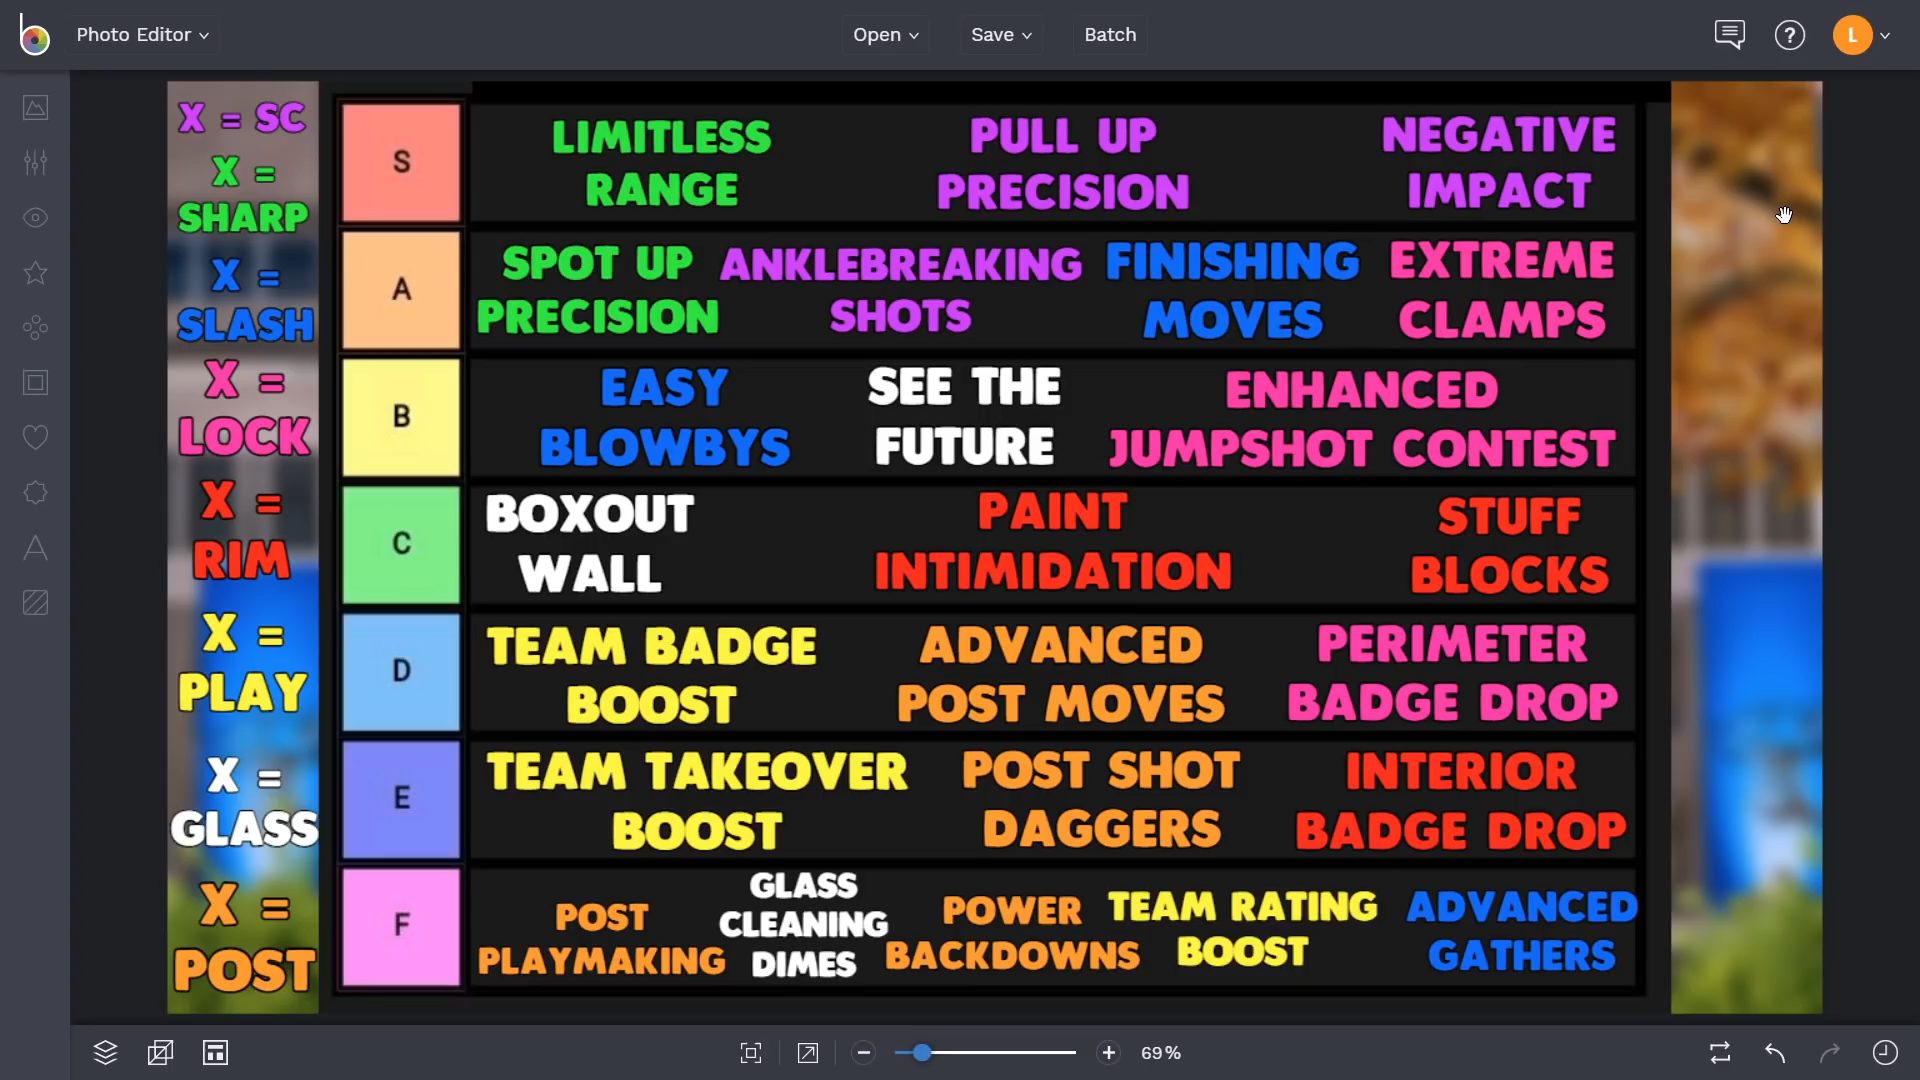 Photo Editor
Open
Save
Batch
L
X = SC
X =
SHARP
X =
SLASH
X =
LOCK
X =
RIM
X =
PLAY
X =
GLASS
X =
POST
S
LIMITLESS
RANGE
PULL UP
PRECISION
NEGATIVE
IMPACT
A
SPOT UP
PRECISION
ANKLEBREAKING
SHOTS
FINISHING
MOVES
EXTREME
CLAMPS
B
EASY
BLOWBYS
SEE THE
FUTURE
ENHANCED
JUMPSHOT CONTEST
C
BOXOUT
WALL
PAINT
INTIMIDATION
STUFF
BLOCKS
D
TEAM BADGE
BOOST
ADVANCED
POST MOVES
PERIMETER
BADGE DROP
E
TEAM TAKEOVER
BOOST
POST SHOT
DAGGERS
INTERIOR
BADGE DROP
F
POST
PLAYMAKING
GLASS
CLEANING
DIMES
POWER
BACKDOWNS
TEAM RATING
BOOST
ADVANCED
GATHERS
69%